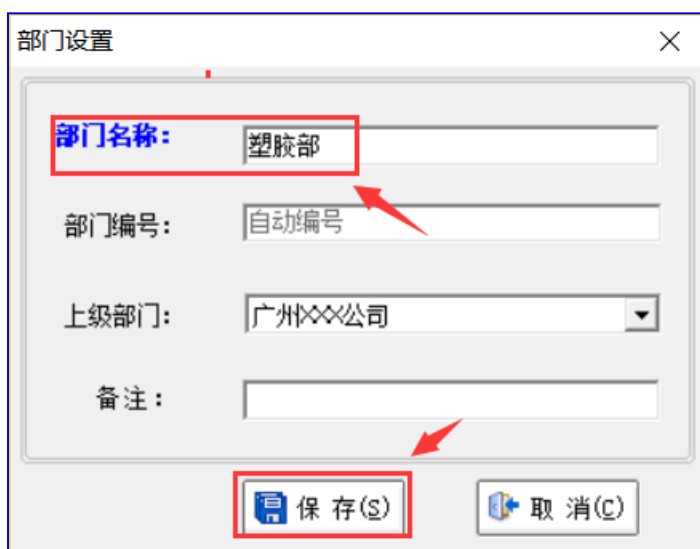 部门设置
部门名称: 塑胶部
部门编号: 自动编号
上级部门: 广州XXX公司
备注:
保 存(S) 取 消(C)